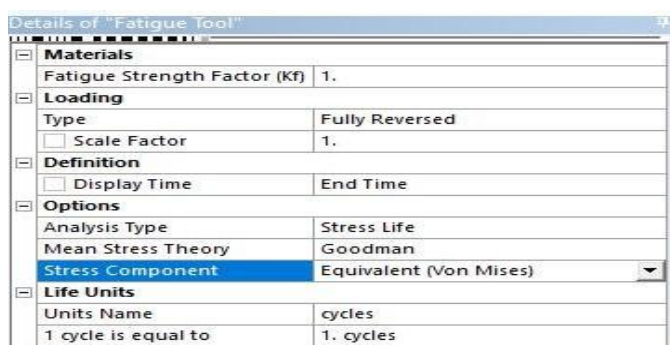 Details of "Fatigue Tool"
Materials
Fatigue Strength Factor (Kf) 1.
Loading
Type Fully Reversed
Scale Factor 1.
Definition
Display Time End Time
Options
Analysis Type Stress Life
Mean Stress Theory Goodman
Stress Component Equivalent (Von Mises)
Life Units
Units Name cycles
1 cycle is equal to 1. cycles